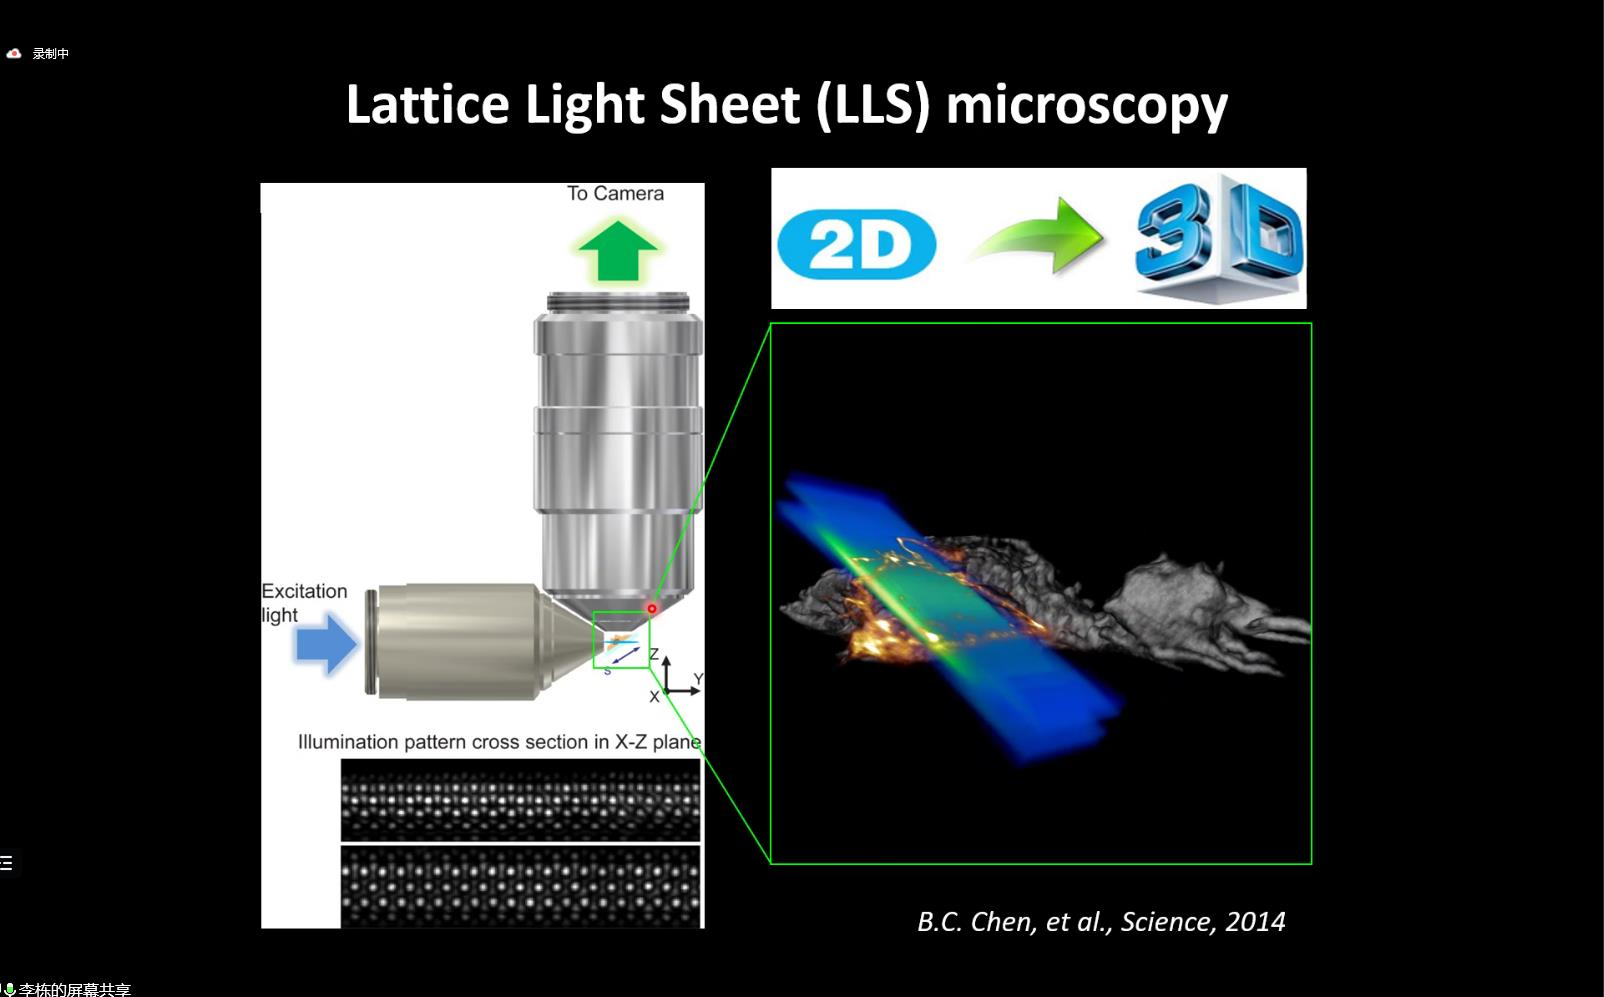 录制中
Lattice Light Sheet (LLS) microscopy
To Camera
2D
3D
Excitation
light
S
Z
Y
X
Illumination pattern cross section in X-Z plane
B.C. Chen, et al., Science, 2014
李栋的屏幕共享